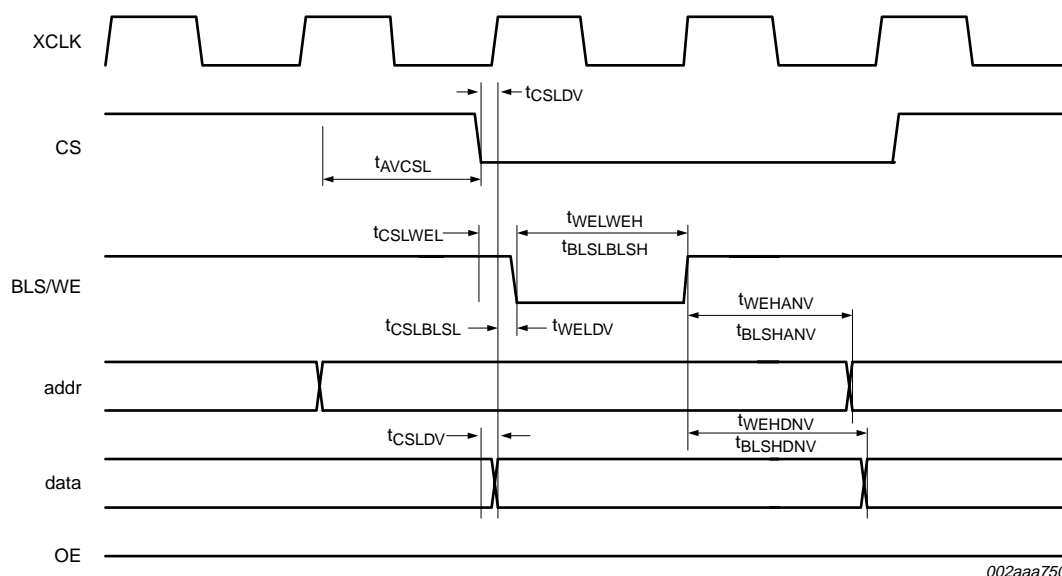 XCLK
tCSLDV
CS
tAVCSL
tCSLWEL
tWELWEH
tBLSLBLSH
BLS/WE
tWEHANV
tCSLBLSL
tWELDV
tBLSHANV
addr
tWEHDNV
tCSLDV
tBLSHDNV
data
OE
002aaa750